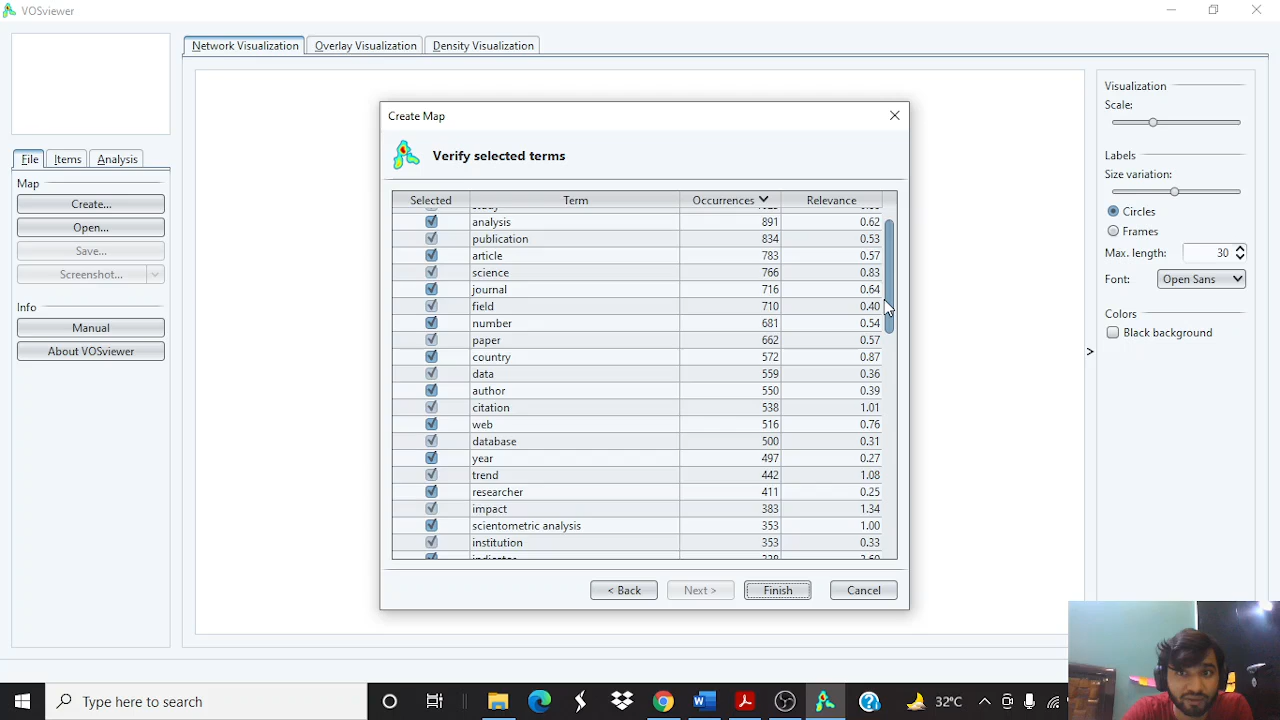 VOSviewer
Network Visualization Overlay Visualization Density Visualization
File Items Analysis
Map
Create...
Open...
Save...
Screenshot...
Info
Manual
About VOSviewer
Create Map
Verify selected terms
Selected Term Occurrences Relevance
analysis 891 0.62
publication 834 0.53
article 783 0.57
science 766 0.83
journal 716 0.64
field 710 0.40
number 681 0.54
paper 662 0.57
country 572 0.87
data 559 0.36
author 550 0.39
citation 538 1.01
web 516 0.76
database 500 0.31
year 497 0.27
trend 442 1.08
researcher 411 0.25
impact 383 1.34
scientometric analysis 353 1.00
institution 353 0.33
< Back Next > Finish Cancel
Visualization
Scale:
Labels
Size variation:
Circles
Frames
Max. length: 30
Font: Open Sans
Colors
Black background
>
Type here to search
32°C